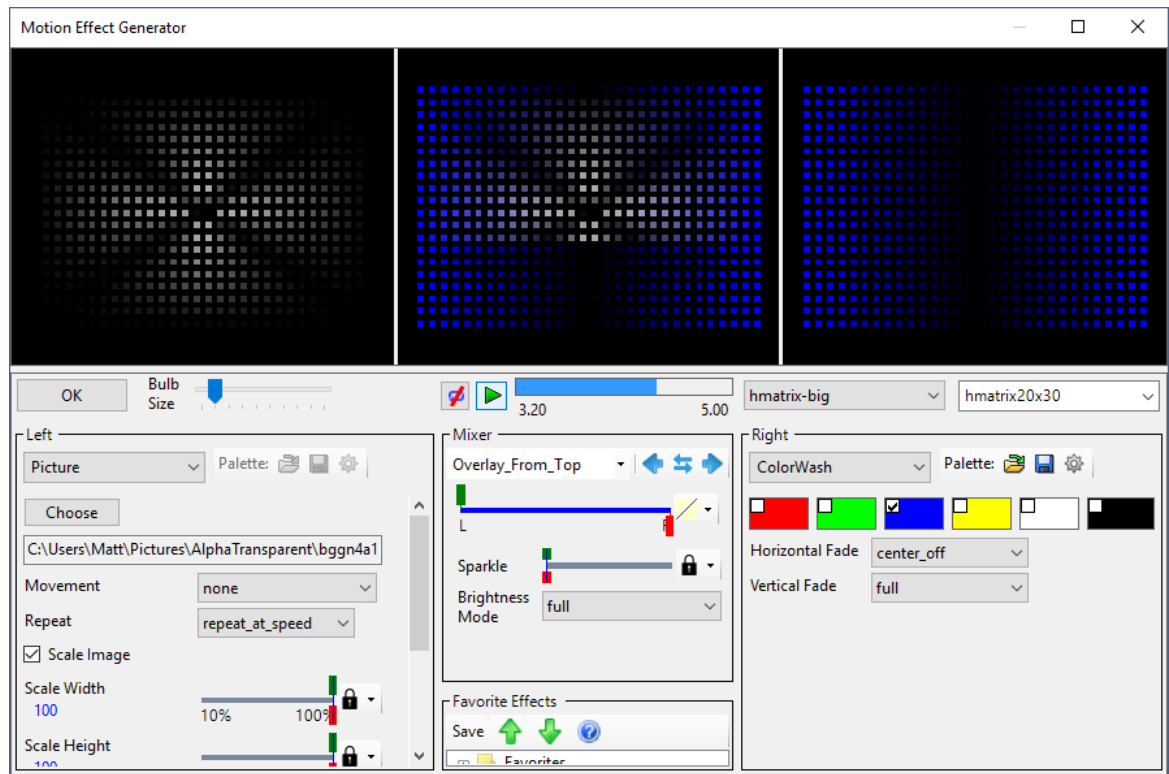 Motion Effect Generator
OK
Bulb
Size
3.20
5.00
hmatrix-big
hmatrix20x30
Left
Picture
Palette:
Choose
C:\Users\Matt\Pictures\AlphaTransparent\bggn4a1
Movement
none
Repeat
repeat_at_speed
Scale Image
Scale Width
100
10%
100%
Scale Height
100
Mixer
Overlay_From_Top
L
Sparkle
Brightness
Mode
full
Favorite Effects
Save
Favorites
Right
ColorWash
Palette:
Horizontal Fade
center_off
Vertical Fade
full